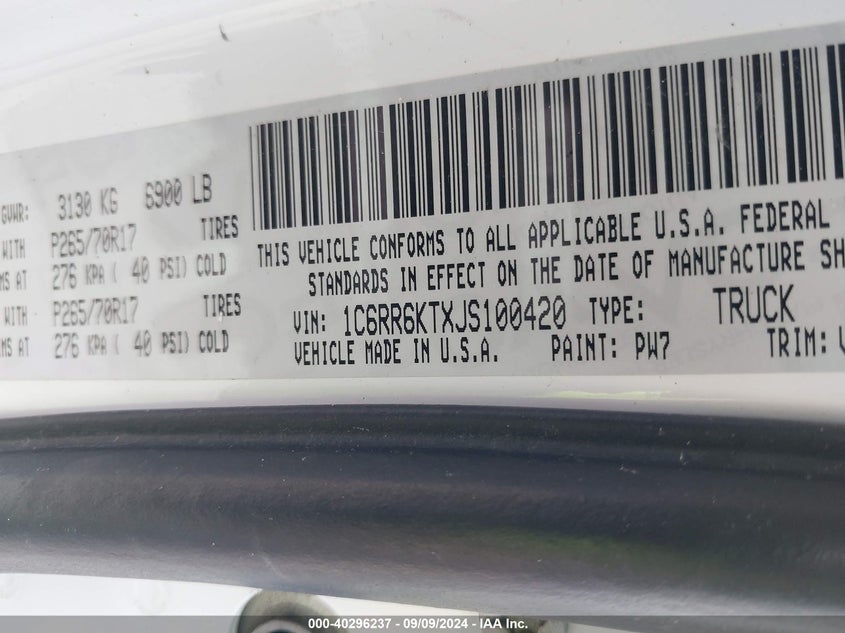 GVWR: 3130 KG 6900 LB
WITH P265/70R17 TIRES
MS AT 276 KPA ( 40 PSI) COLD
WITH P265/70R17 TIRES
MS AT 276 KPA ( 40 PSI) COLD
THIS VEHICLE CONFORMS TO ALL APPLICABLE U.S.A. FEDERAL
STANDARDS IN EFFECT ON THE DATE OF MANUFACTURE SH
VIN: 1C6RR6KTXJS100420 TYPE: TRUCK
VEHICLE MADE IN U.S.A. PAINT: PW7 TRIM:
000-40296237 - 09/09/2024 - IAA Inc.